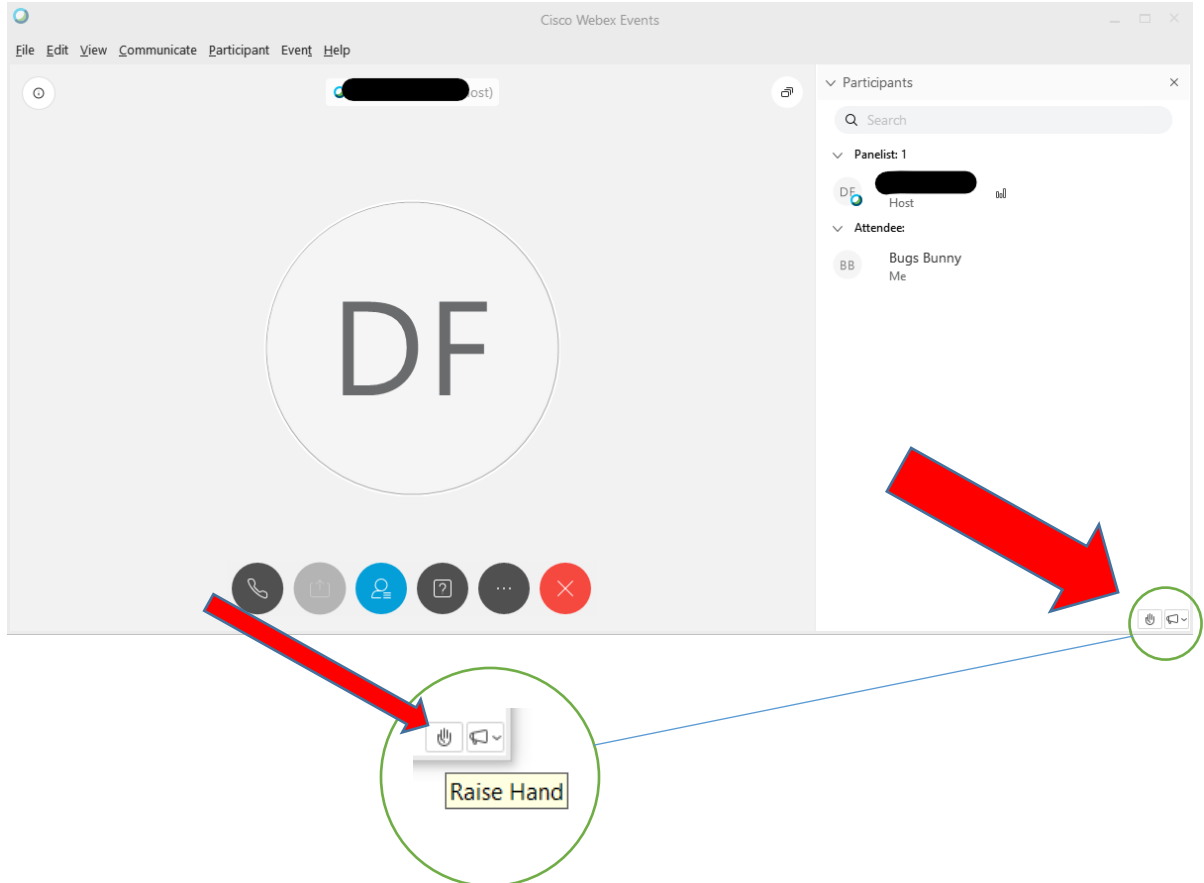 Cisco Webex Events
File Edit View Communicate Participant Event Help
ost)
Participants
Search
Panelist: 1
DF
Host
Attendee:
BB
Bugs Bunny
Me
DF
Raise Hand